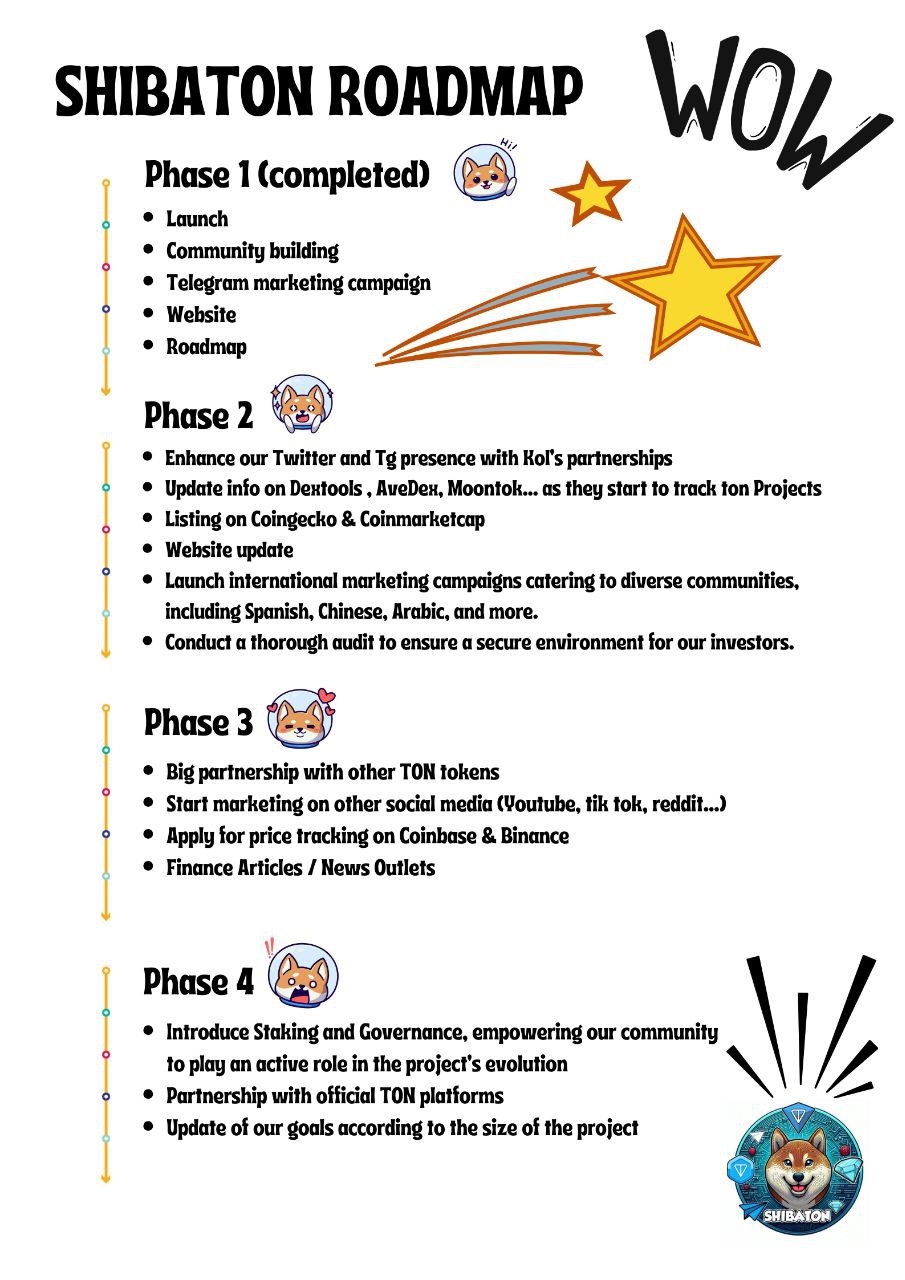 SHIBATON ROADMAP
WOW
Phase 1 (completed)
Hi!
• Launch
• Community building
• Telegram marketing campaign
• Website
• Roadmap
Phase 2
• Enhance our Twitter and Tg presence with Kol's partnerships
• Update info on Dextools , AveDex, Moontok... as they start to track ton Projects
• Listing on Coingecko & Coinmarketcap
• Website update
• Launch international marketing campaigns catering to diverse communities,
including Spanish, Chinese, Arabic, and more.
• Conduct a thorough audit to ensure a secure environment for our investors.
Phase 3
• Big partnership with other TON tokens
• Start marketing on other social media (Youtube, tik tok, reddit...)
• Apply for price tracking on Coinbase & Binance
• Finance Articles / News Outlets
Phase 4
!!
• Introduce Staking and Governance, empowering our community
to play an active role in the project's evolution
• Partnership with official TON platforms
• Update of our goals according to the size of the project
SHIBATON